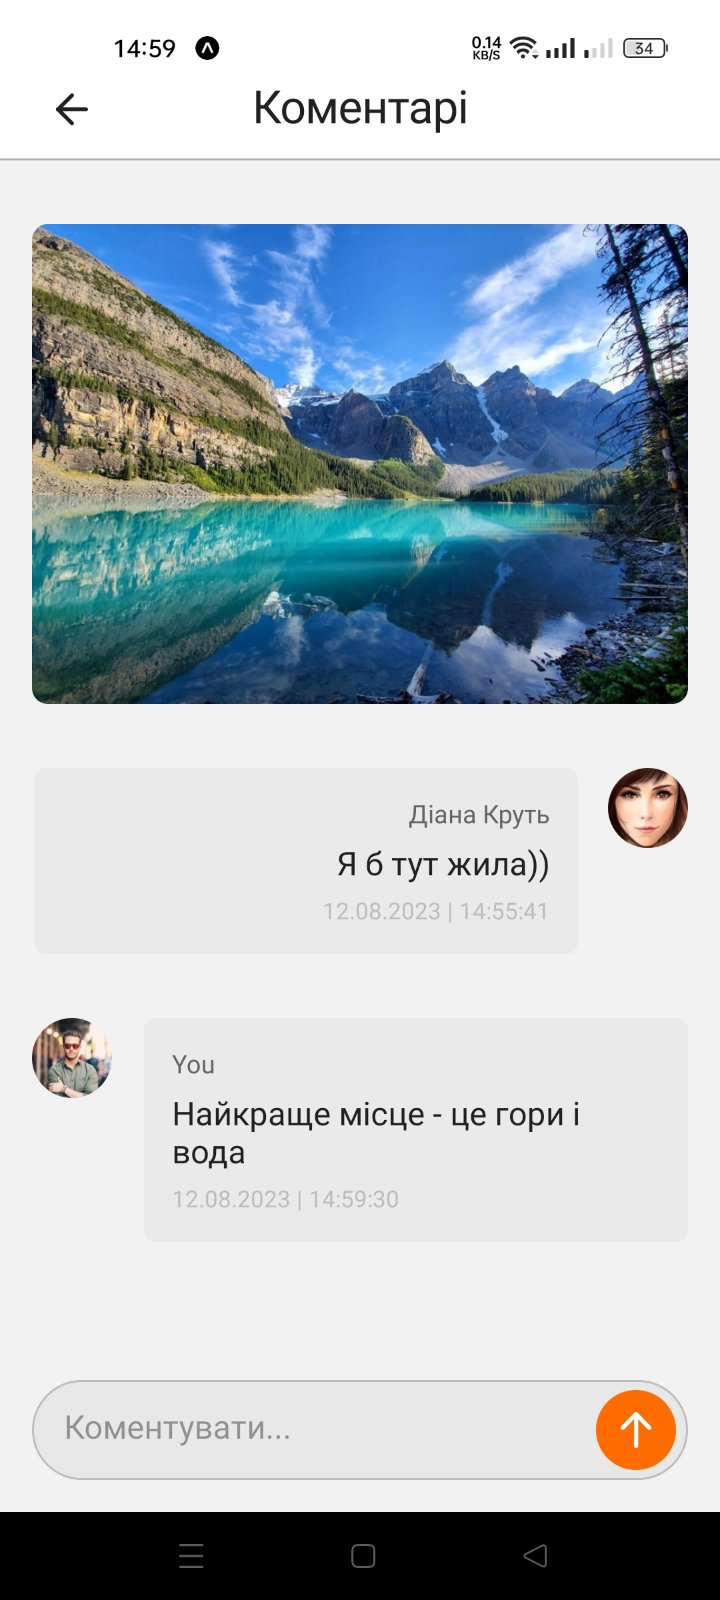 14:59
0.14
KB/S
34
Коментарі
Діана Круть
Я б тут жила))
12.08.2023 | 14:55:41
You
Найкраще місце - це гори і
вода
12.08.2023 | 14:59:30
Коментувати...